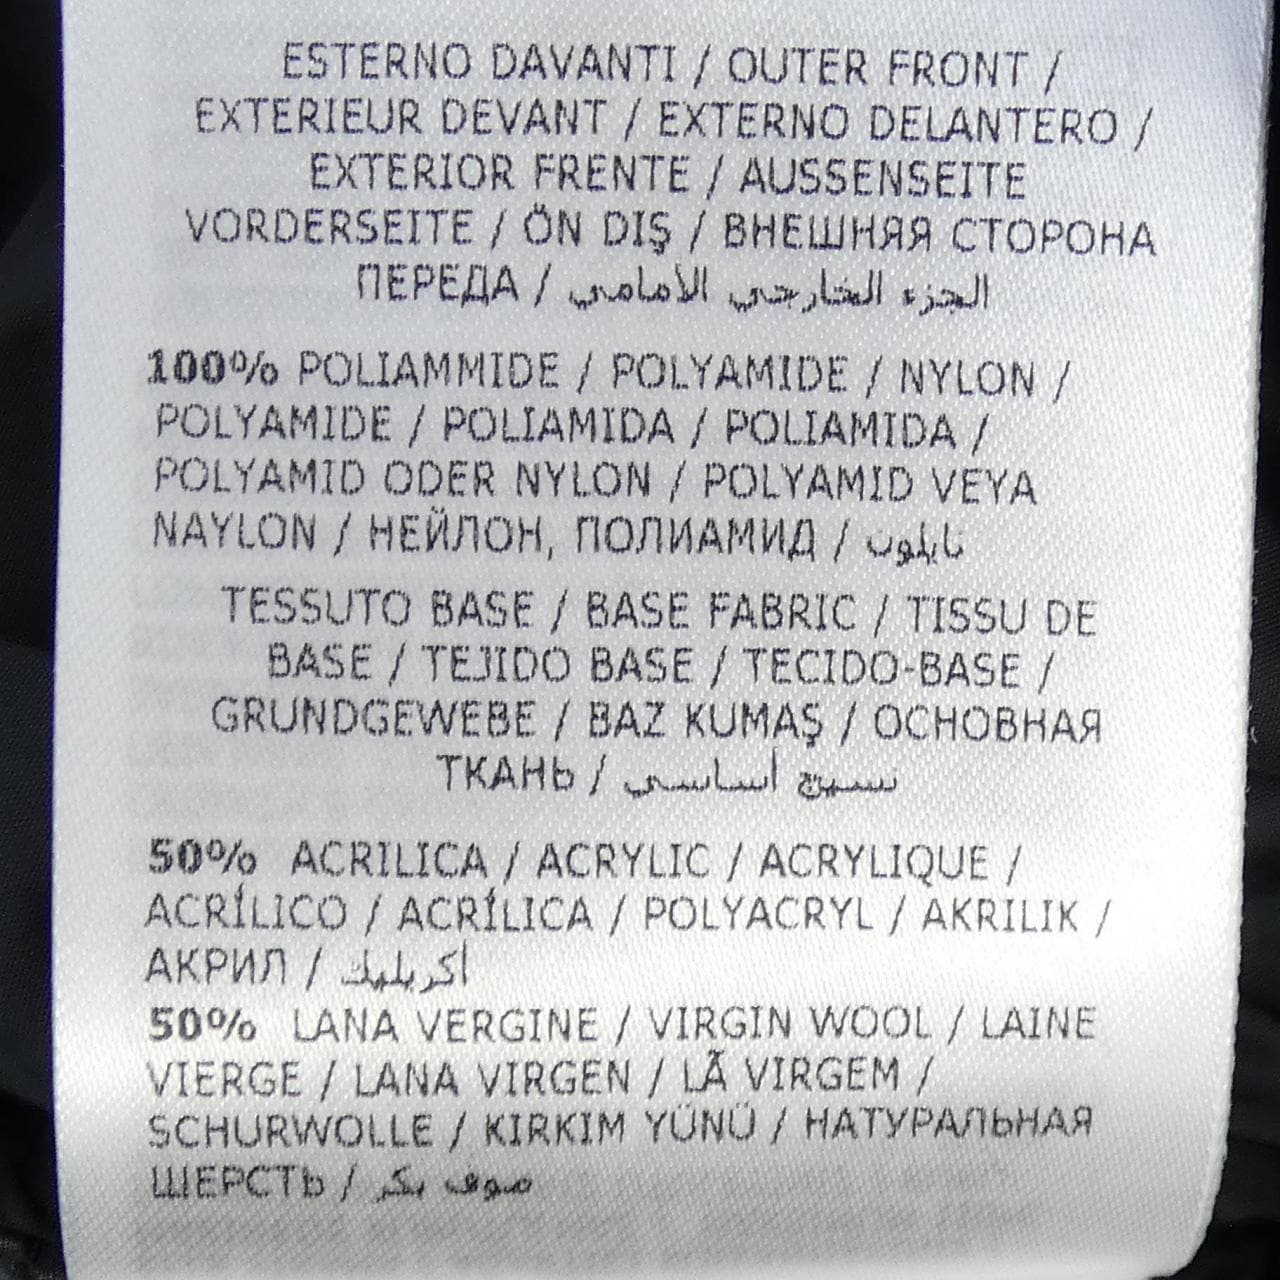 ESTERNO DAVANTI / OUTER FRONT /
EXTERIEUR DEVANT / EXTERNO DELANTERO /
EXTERIOR FRENTE / AUSSENSEITE
VORDERSEITE / ÖN DIŞ / ВНЕШНЯЯ СТОРОНА
ПЕРЕДА / الجزء الخارجي الأمامي
100% POLIAMMIDE / POLYAMIDE / NYLON /
POLYAMIDE / POLIAMIDA / POLIAMIDA /
POLYAMID ODER NYLON / POLYAMID VEYA
NAYLON / НЕЙЛОН, ПОЛИАМИД / نايلون
TESSUTO BASE / BASE FABRIC / TISSU DE
BASE / TEJIDO BASE / TECIDO-BASE /
GRUNDGEWEBE / BAZ KUMAŞ / ОСНОВНАЯ
ТКАНЬ / نسيج أساسي
50% ACRILICA / ACRYLIC / ACRYLIQUE /
ACRÍLICO / ACRÍLICA / POLYACRYL / AKRILIK /
АКРИЛ / أكريليك
50% LANA VERGINE / VIRGIN WOOL / LAINE
VIERGE / LANA VIRGEN / LÃ VIRGEM /
SCHURWOLLE / KIRKIM YÜNÜ / НАТУРАЛЬНАЯ
ШЕРСТЬ / صوف بكر